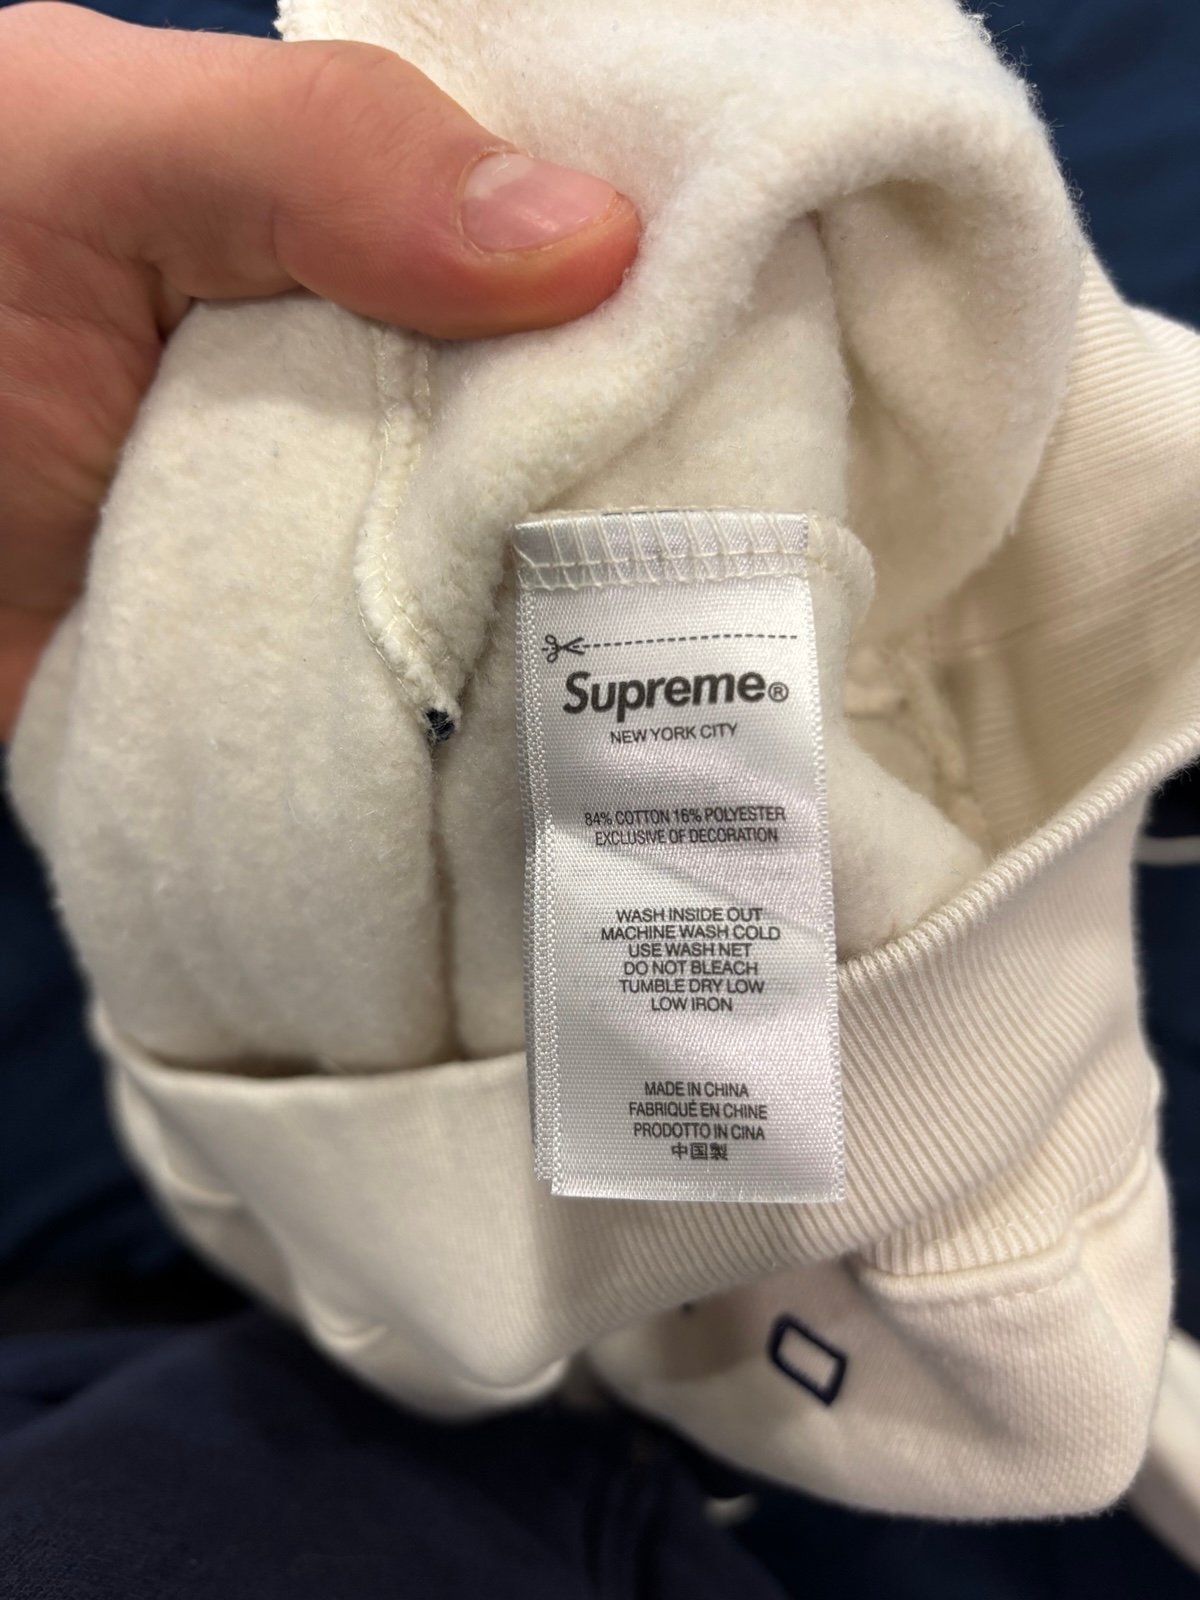 Supreme®
NEW YORK CITY
84% COTTON 16% POLYESTER
EXCLUSIVE OF DECORATION
WASH INSIDE OUT
MACHINE WASH COLD
USE WASH NET
DO NOT BLEACH
TUMBLE DRY LOW
LOW IRON
MADE IN CHINA
FABRIQUÉ EN CHINE
PRODOTTO IN CINA
中国製